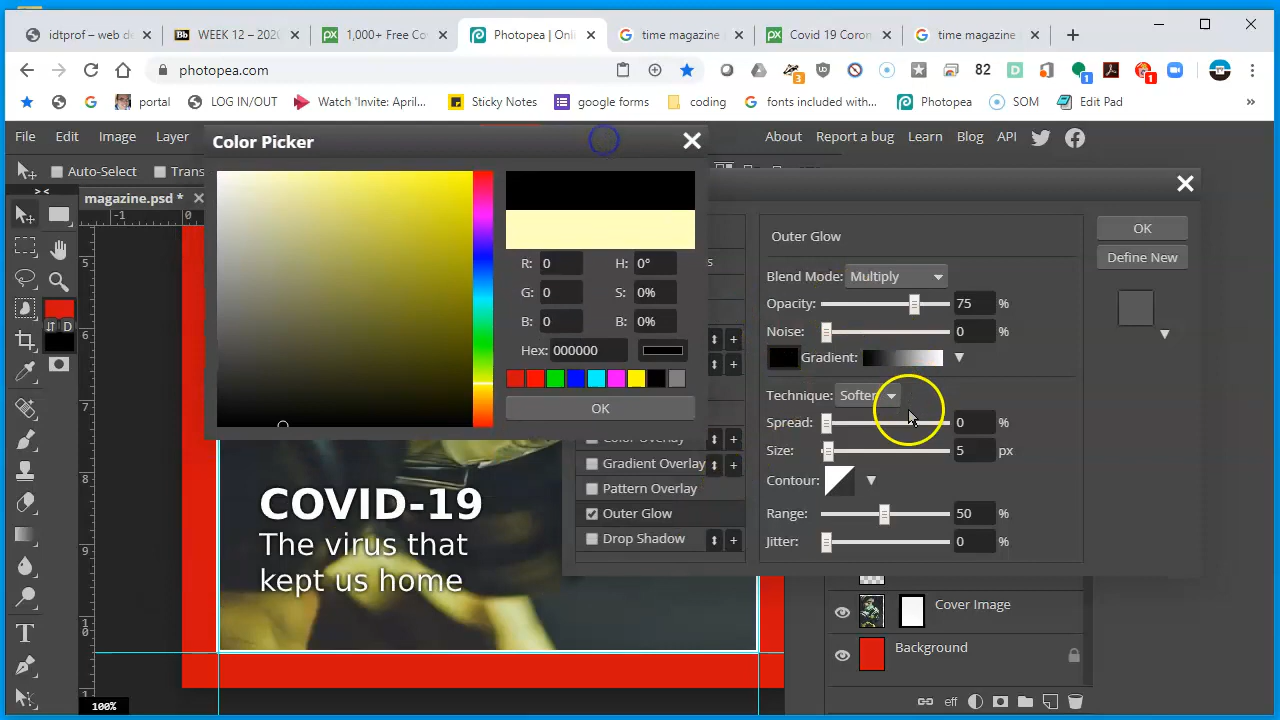 idtprof – web de
Bb WEEK 12 – 2020
1,000+ Free Co
Photopea | Onli
time magazine
Covid 19 Coron
time magazine
photopea.com
82
portal
LOG IN/OUT
Watch 'Invite: April...
Sticky Notes
google forms
coding
fonts included with...
Photopea
SOM
Edit Pad
File Edit Image Layer
About Report a bug Learn Blog API
Color Picker
Auto-Select
Trans
magazine.psd *
R: 0 H: 0°
G: 0 S: 0%
B: 0 B: 0%
Hex: 000000
OK
Outer Glow
Blend Mode: Multiply
Opacity: 75 %
Noise: 0 %
Gradient:
Technique: Softer
Spread: 0 %
Size: 5 px
Contour:
Range: 50 %
Jitter: 0 %
OK
Define New
Color Overlay
Gradient Overlay
Pattern Overlay
Outer Glow
Drop Shadow
COVID-19
The virus that
kept us home
Cover Image
Background
eff
100%